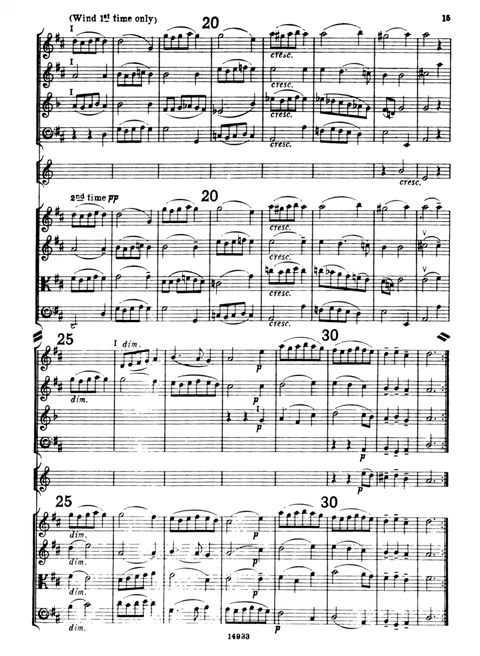 (Wind 1st time only) 20 15
I
I
I
cresc.
cresc.
cresc.
cresc.
cresc.
2nd time pp 20
cresc.
cresc.
cresc.
cresc.
25 I dim. 30
p
dim.
p
I
p
p
p
25 30
dim. p
dim. p
dim. p
dim. p
14933